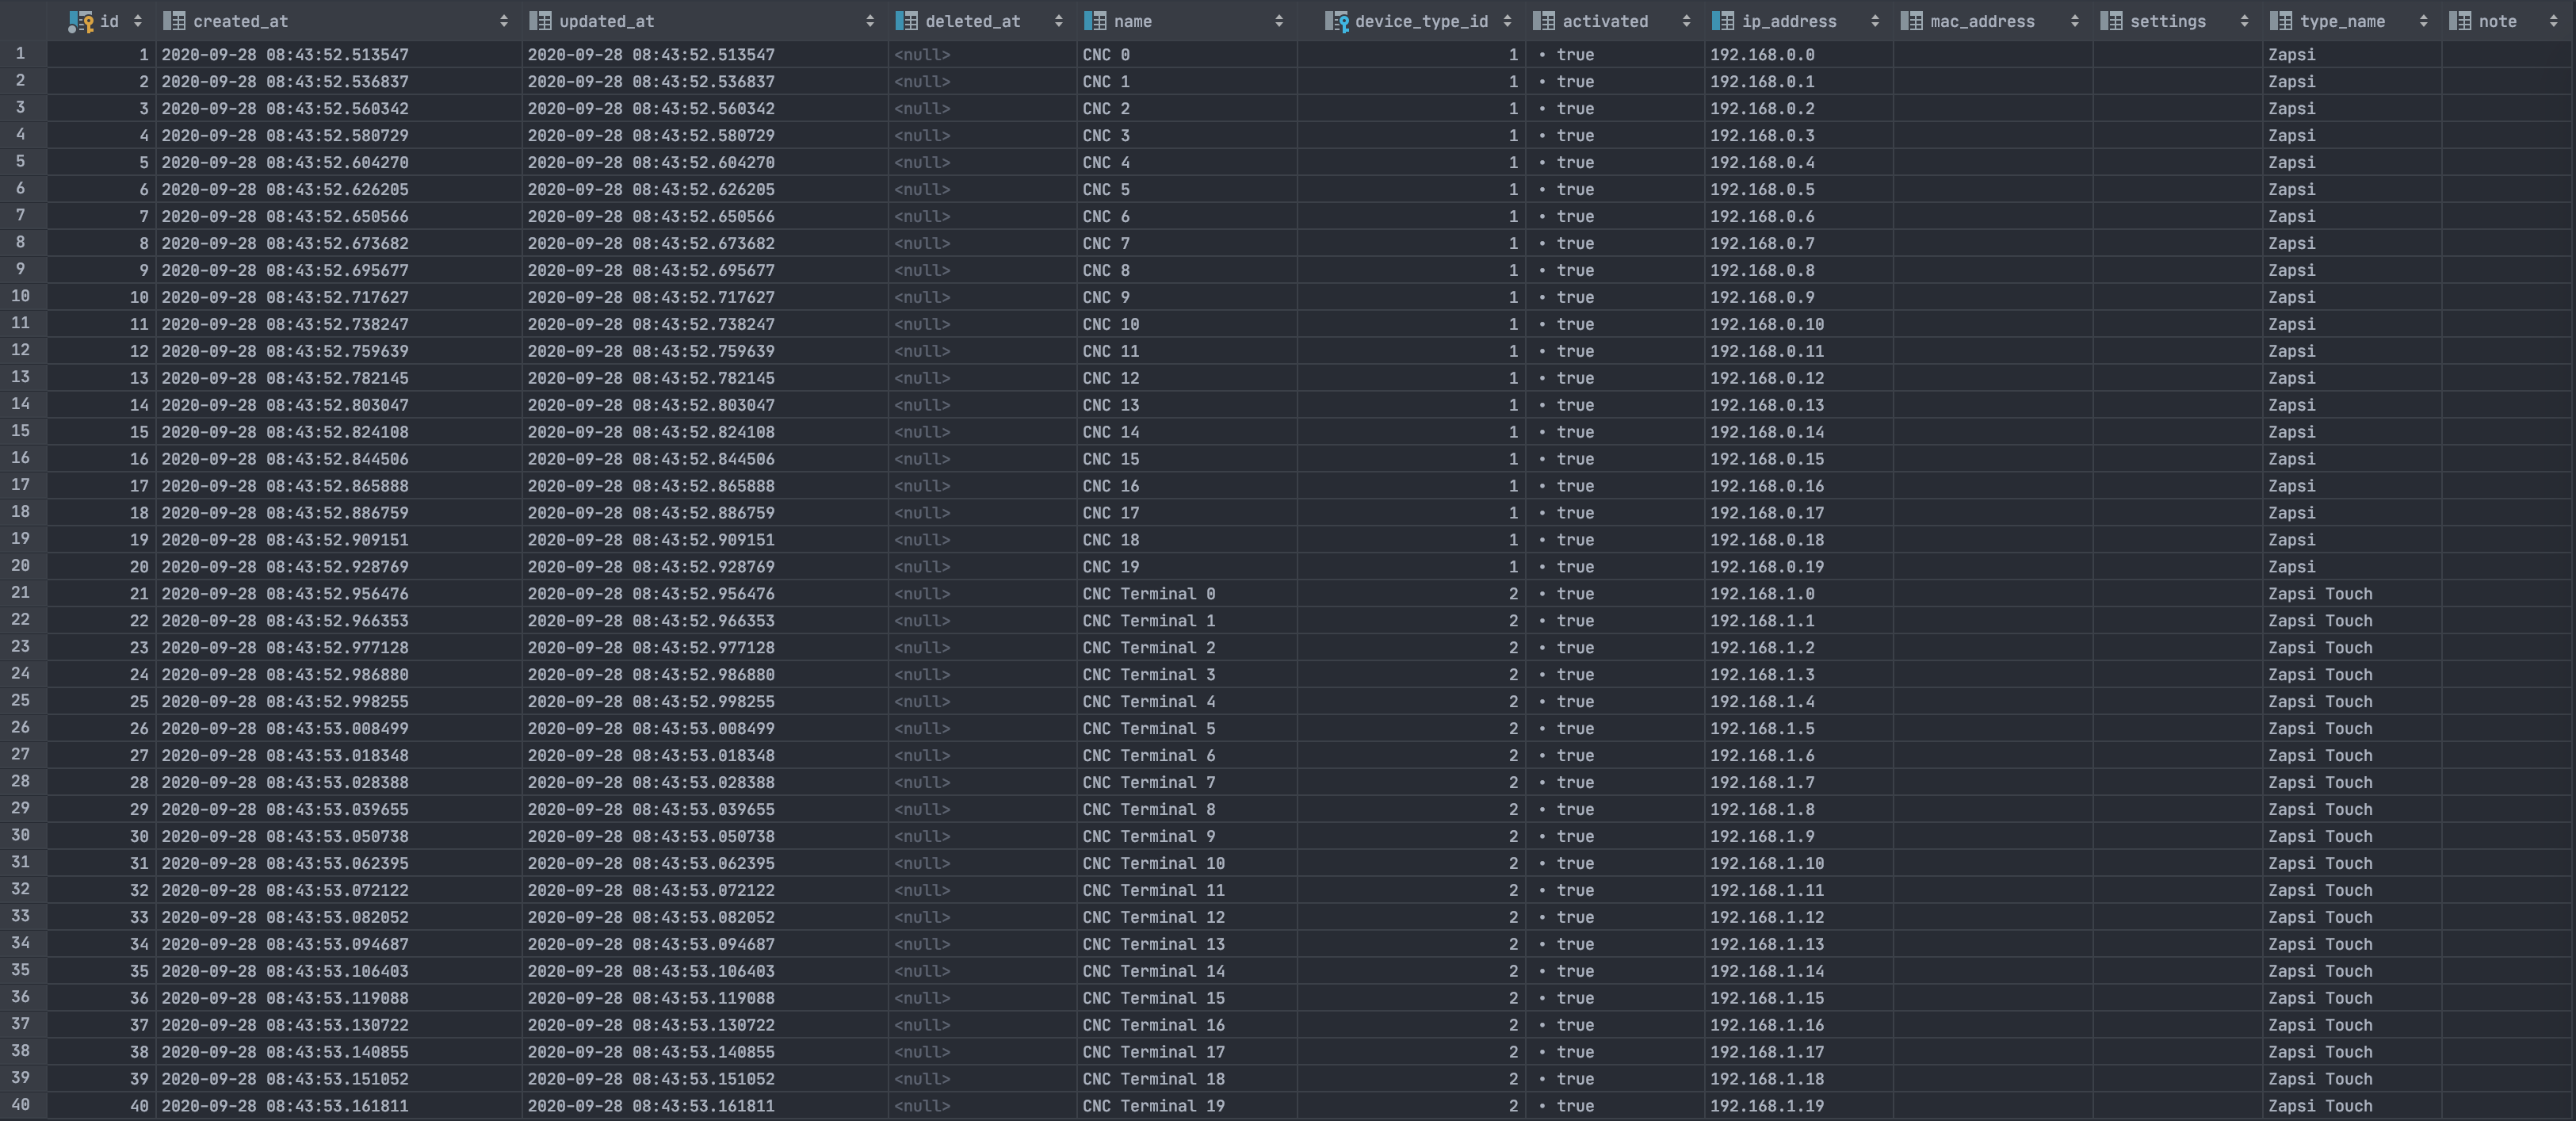 id created_at updated_at deleted_at name device_type_id activated ip_address mac_address settings type_name note
1 1 2020-09-28 08:43:52.513547 2020-09-28 08:43:52.513547 <null> CNC 0 1 • true 192.168.0.0 Zapsi
2 2 2020-09-28 08:43:52.536837 2020-09-28 08:43:52.536837 <null> CNC 1 1 • true 192.168.0.1 Zapsi
3 3 2020-09-28 08:43:52.560342 2020-09-28 08:43:52.560342 <null> CNC 2 1 • true 192.168.0.2 Zapsi
4 4 2020-09-28 08:43:52.580729 2020-09-28 08:43:52.580729 <null> CNC 3 1 • true 192.168.0.3 Zapsi
5 5 2020-09-28 08:43:52.604270 2020-09-28 08:43:52.604270 <null> CNC 4 1 • true 192.168.0.4 Zapsi
6 6 2020-09-28 08:43:52.626205 2020-09-28 08:43:52.626205 <null> CNC 5 1 • true 192.168.0.5 Zapsi
7 7 2020-09-28 08:43:52.650566 2020-09-28 08:43:52.650566 <null> CNC 6 1 • true 192.168.0.6 Zapsi
8 8 2020-09-28 08:43:52.673682 2020-09-28 08:43:52.673682 <null> CNC 7 1 • true 192.168.0.7 Zapsi
9 9 2020-09-28 08:43:52.695677 2020-09-28 08:43:52.695677 <null> CNC 8 1 • true 192.168.0.8 Zapsi
10 10 2020-09-28 08:43:52.717627 2020-09-28 08:43:52.717627 <null> CNC 9 1 • true 192.168.0.9 Zapsi
11 11 2020-09-28 08:43:52.738247 2020-09-28 08:43:52.738247 <null> CNC 10 1 • true 192.168.0.10 Zapsi
12 12 2020-09-28 08:43:52.759639 2020-09-28 08:43:52.759639 <null> CNC 11 1 • true 192.168.0.11 Zapsi
13 13 2020-09-28 08:43:52.782145 2020-09-28 08:43:52.782145 <null> CNC 12 1 • true 192.168.0.12 Zapsi
14 14 2020-09-28 08:43:52.803047 2020-09-28 08:43:52.803047 <null> CNC 13 1 • true 192.168.0.13 Zapsi
15 15 2020-09-28 08:43:52.824108 2020-09-28 08:43:52.824108 <null> CNC 14 1 • true 192.168.0.14 Zapsi
16 16 2020-09-28 08:43:52.844506 2020-09-28 08:43:52.844506 <null> CNC 15 1 • true 192.168.0.15 Zapsi
17 17 2020-09-28 08:43:52.865888 2020-09-28 08:43:52.865888 <null> CNC 16 1 • true 192.168.0.16 Zapsi
18 18 2020-09-28 08:43:52.886759 2020-09-28 08:43:52.886759 <null> CNC 17 1 • true 192.168.0.17 Zapsi
19 19 2020-09-28 08:43:52.909151 2020-09-28 08:43:52.909151 <null> CNC 18 1 • true 192.168.0.18 Zapsi
20 20 2020-09-28 08:43:52.928769 2020-09-28 08:43:52.928769 <null> CNC 19 1 • true 192.168.0.19 Zapsi
21 21 2020-09-28 08:43:52.956476 2020-09-28 08:43:52.956476 <null> CNC Terminal 0 2 • true 192.168.1.0 Zapsi Touch
22 22 2020-09-28 08:43:52.966353 2020-09-28 08:43:52.966353 <null> CNC Terminal 1 2 • true 192.168.1.1 Zapsi Touch
23 23 2020-09-28 08:43:52.977128 2020-09-28 08:43:52.977128 <null> CNC Terminal 2 2 • true 192.168.1.2 Zapsi Touch
24 24 2020-09-28 08:43:52.986880 2020-09-28 08:43:52.986880 <null> CNC Terminal 3 2 • true 192.168.1.3 Zapsi Touch
25 25 2020-09-28 08:43:52.998255 2020-09-28 08:43:52.998255 <null> CNC Terminal 4 2 • true 192.168.1.4 Zapsi Touch
26 26 2020-09-28 08:43:53.008499 2020-09-28 08:43:53.008499 <null> CNC Terminal 5 2 • true 192.168.1.5 Zapsi Touch
27 27 2020-09-28 08:43:53.018348 2020-09-28 08:43:53.018348 <null> CNC Terminal 6 2 • true 192.168.1.6 Zapsi Touch
28 28 2020-09-28 08:43:53.028388 2020-09-28 08:43:53.028388 <null> CNC Terminal 7 2 • true 192.168.1.7 Zapsi Touch
29 29 2020-09-28 08:43:53.039655 2020-09-28 08:43:53.039655 <null> CNC Terminal 8 2 • true 192.168.1.8 Zapsi Touch
30 30 2020-09-28 08:43:53.050738 2020-09-28 08:43:53.050738 <null> CNC Terminal 9 2 • true 192.168.1.9 Zapsi Touch
31 31 2020-09-28 08:43:53.062395 2020-09-28 08:43:53.062395 <null> CNC Terminal 10 2 • true 192.168.1.10 Zapsi Touch
32 32 2020-09-28 08:43:53.072122 2020-09-28 08:43:53.072122 <null> CNC Terminal 11 2 • true 192.168.1.11 Zapsi Touch
33 33 2020-09-28 08:43:53.082052 2020-09-28 08:43:53.082052 <null> CNC Terminal 12 2 • true 192.168.1.12 Zapsi Touch
34 34 2020-09-28 08:43:53.094687 2020-09-28 08:43:53.094687 <null> CNC Terminal 13 2 • true 192.168.1.13 Zapsi Touch
35 35 2020-09-28 08:43:53.106403 2020-09-28 08:43:53.106403 <null> CNC Terminal 14 2 • true 192.168.1.14 Zapsi Touch
36 36 2020-09-28 08:43:53.119088 2020-09-28 08:43:53.119088 <null> CNC Terminal 15 2 • true 192.168.1.15 Zapsi Touch
37 37 2020-09-28 08:43:53.130722 2020-09-28 08:43:53.130722 <null> CNC Terminal 16 2 • true 192.168.1.16 Zapsi Touch
38 38 2020-09-28 08:43:53.140855 2020-09-28 08:43:53.140855 <null> CNC Terminal 17 2 • true 192.168.1.17 Zapsi Touch
39 39 2020-09-28 08:43:53.151052 2020-09-28 08:43:53.151052 <null> CNC Terminal 18 2 • true 192.168.1.18 Zapsi Touch
40 40 2020-09-28 08:43:53.161811 2020-09-28 08:43:53.161811 <null> CNC Terminal 19 2 • true 192.168.1.19 Zapsi Touch